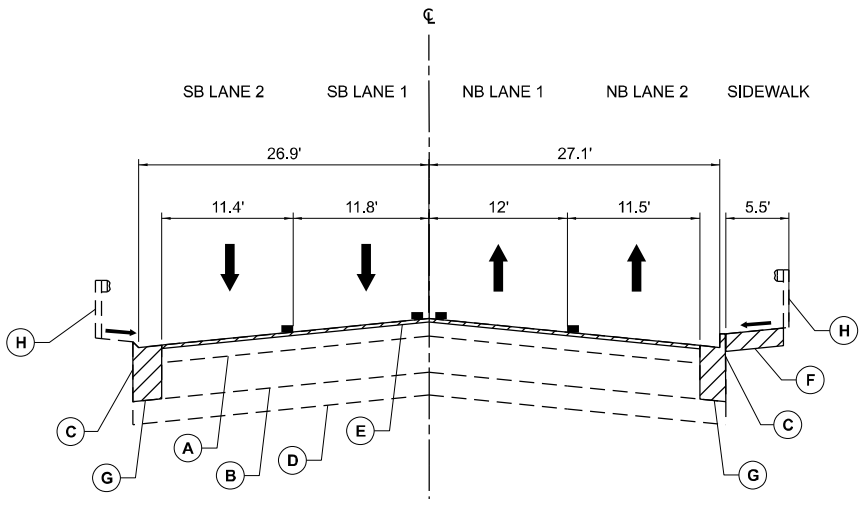 ℄
SB LANE 2 SB LANE 1 NB LANE 1 NB LANE 2 SIDEWALK
26.9' 27.1'
11.4' 11.8' 12' 11.5' 5.5'
H H
F
C A E C
G B D G